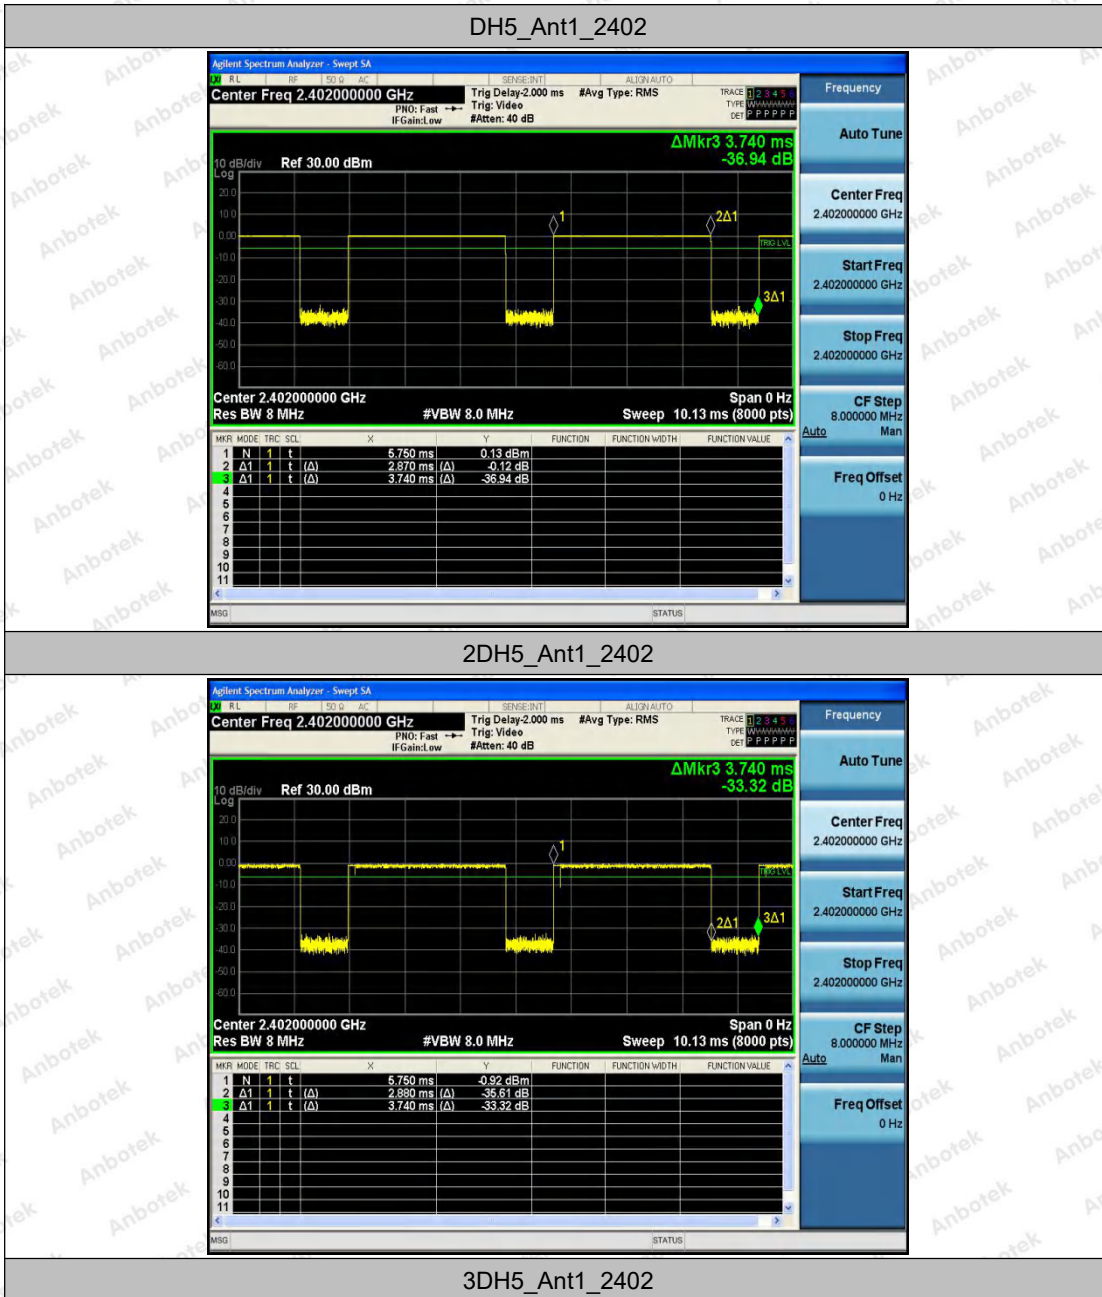 DH5_Ant1_2402
Agilent Spectrum Analyzer - Swept SA
RL RF 50 Ω AC SENSE:INT ALIGN AUTO
Center Freq 2.402000000 GHz
PNO: Fast
IFGain:Low
Trig Delay-2.000 ms
Trig: Video
#Atten: 40 dB
#Avg Type: RMS
TRACE 1 2 3 4 5 6
TYPE
DET P P P P P P
ΔMkr3 3.740 ms
-36.94 dB
10 dB/div Ref 30.00 dBm
Log
20.0
10.0
0.00
-10.0
-20.0
-30.0
-40.0
-50.0
-60.0
1
2Δ1
TRIG LVL
3Δ1
Center 2.402000000 GHz Span 0 Hz
Res BW 8 MHz #VBW 8.0 MHz Sweep 10.13 ms (8000 pts)
MKR MODE TRC SCL X Y FUNCTION FUNCTION WIDTH FUNCTION VALUE
1 N 1 t 5.750 ms 0.13 dBm
2 Δ1 1 t (Δ) 2.870 ms (Δ) -0.12 dB
3 Δ1 1 t (Δ) 3.740 ms (Δ) -36.94 dB
4
5
6
7
8
9
10
11
MSG STATUS
Frequency
Auto Tune
Center Freq
2.402000000 GHz
Start Freq
2.402000000 GHz
Stop Freq
2.402000000 GHz
CF Step
8.000000 MHz
Auto Man
Freq Offset
0 Hz
2DH5_Ant1_2402
Agilent Spectrum Analyzer - Swept SA
RL RF 50 Ω AC SENSE:INT ALIGN AUTO
Center Freq 2.402000000 GHz
PNO: Fast
IFGain:Low
Trig Delay-2.000 ms
Trig: Video
#Atten: 40 dB
#Avg Type: RMS
TRACE 1 2 3 4 5 6
TYPE
DET P P P P P P
ΔMkr3 3.740 ms
-33.32 dB
10 dB/div Ref 30.00 dBm
Log
20.0
10.0
0.00
-10.0
-20.0
-30.0
-40.0
-50.0
-60.0
1
TRIG LVL
2Δ1
3Δ1
Center 2.402000000 GHz Span 0 Hz
Res BW 8 MHz #VBW 8.0 MHz Sweep 10.13 ms (8000 pts)
MKR MODE TRC SCL X Y FUNCTION FUNCTION WIDTH FUNCTION VALUE
1 N 1 t 5.750 ms -0.92 dBm
2 Δ1 1 t (Δ) 2.880 ms (Δ) -35.61 dB
3 Δ1 1 t (Δ) 3.740 ms (Δ) -33.32 dB
4
5
6
7
8
9
10
11
MSG STATUS
Frequency
Auto Tune
Center Freq
2.402000000 GHz
Start Freq
2.402000000 GHz
Stop Freq
2.402000000 GHz
CF Step
8.000000 MHz
Auto Man
Freq Offset
0 Hz
3DH5_Ant1_2402